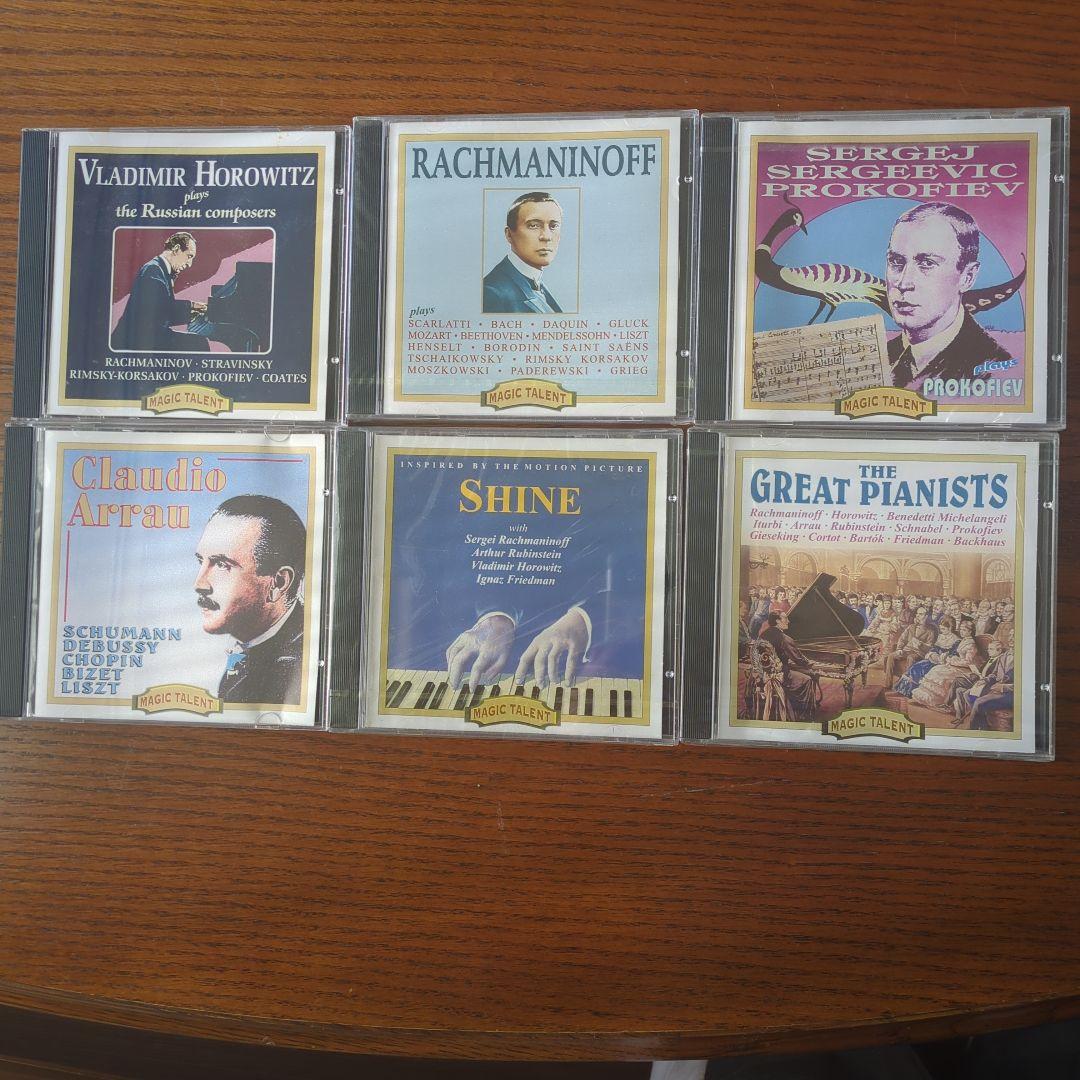 VLADIMIR HOROWITZ
plays
the Russian composers
RACHMANINOV · STRAVINSKY
RIMSKY-KORSAKOV · PROKOFIEV · COATES
MAGIC TALENT
RACHMANINOFF
plays
SCARLATTI · BACH · DAQUIN · GLUCK
MOZART · BEETHOVEN · MENDELSSOHN · LISZT
HENSELT · BORODIN · SAINT SAËNS
TSCHAIKOWSKY · RIMSKY KORSAKOV
MOSZKOWSKI · PADEREWSKI · GRIEG
MAGIC TALENT
SERGEJ
SERGEEVIC
PROKOFIEV
plays
PROKOFIEV
MAGIC TALENT
Claudio
Arrau
SCHUMANN
DEBUSSY
CHOPIN
BIZET
LISZT
MAGIC TALENT
INSPIRED BY THE MOTION PICTURE
SHINE
with
Sergei Rachmaninoff
Arthur Rubinstein
Vladimir Horowitz
Ignaz Friedman
MAGIC TALENT
THE
GREAT PIANISTS
Rachmaninoff · Horowitz · Benedetti Michelangeli
Iturbi · Arrau · Rubinstein · Schnabel · Prokofiev
Gieseking · Cortot · Bartók · Friedman · Backhaus
MAGIC TALENT